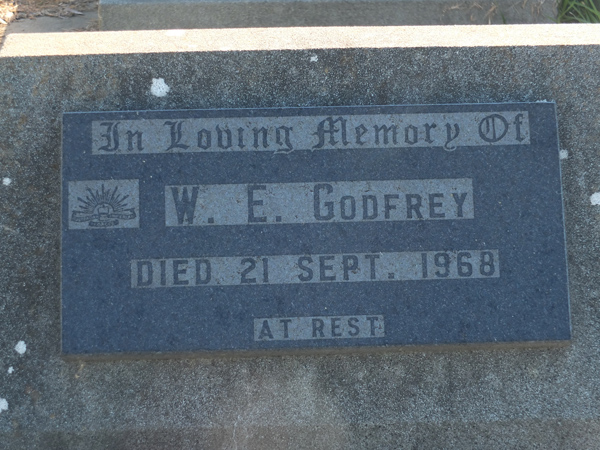 In Loving Memory Of
W. E. GODFREY
DIED 21 SEPT. 1968
AT REST